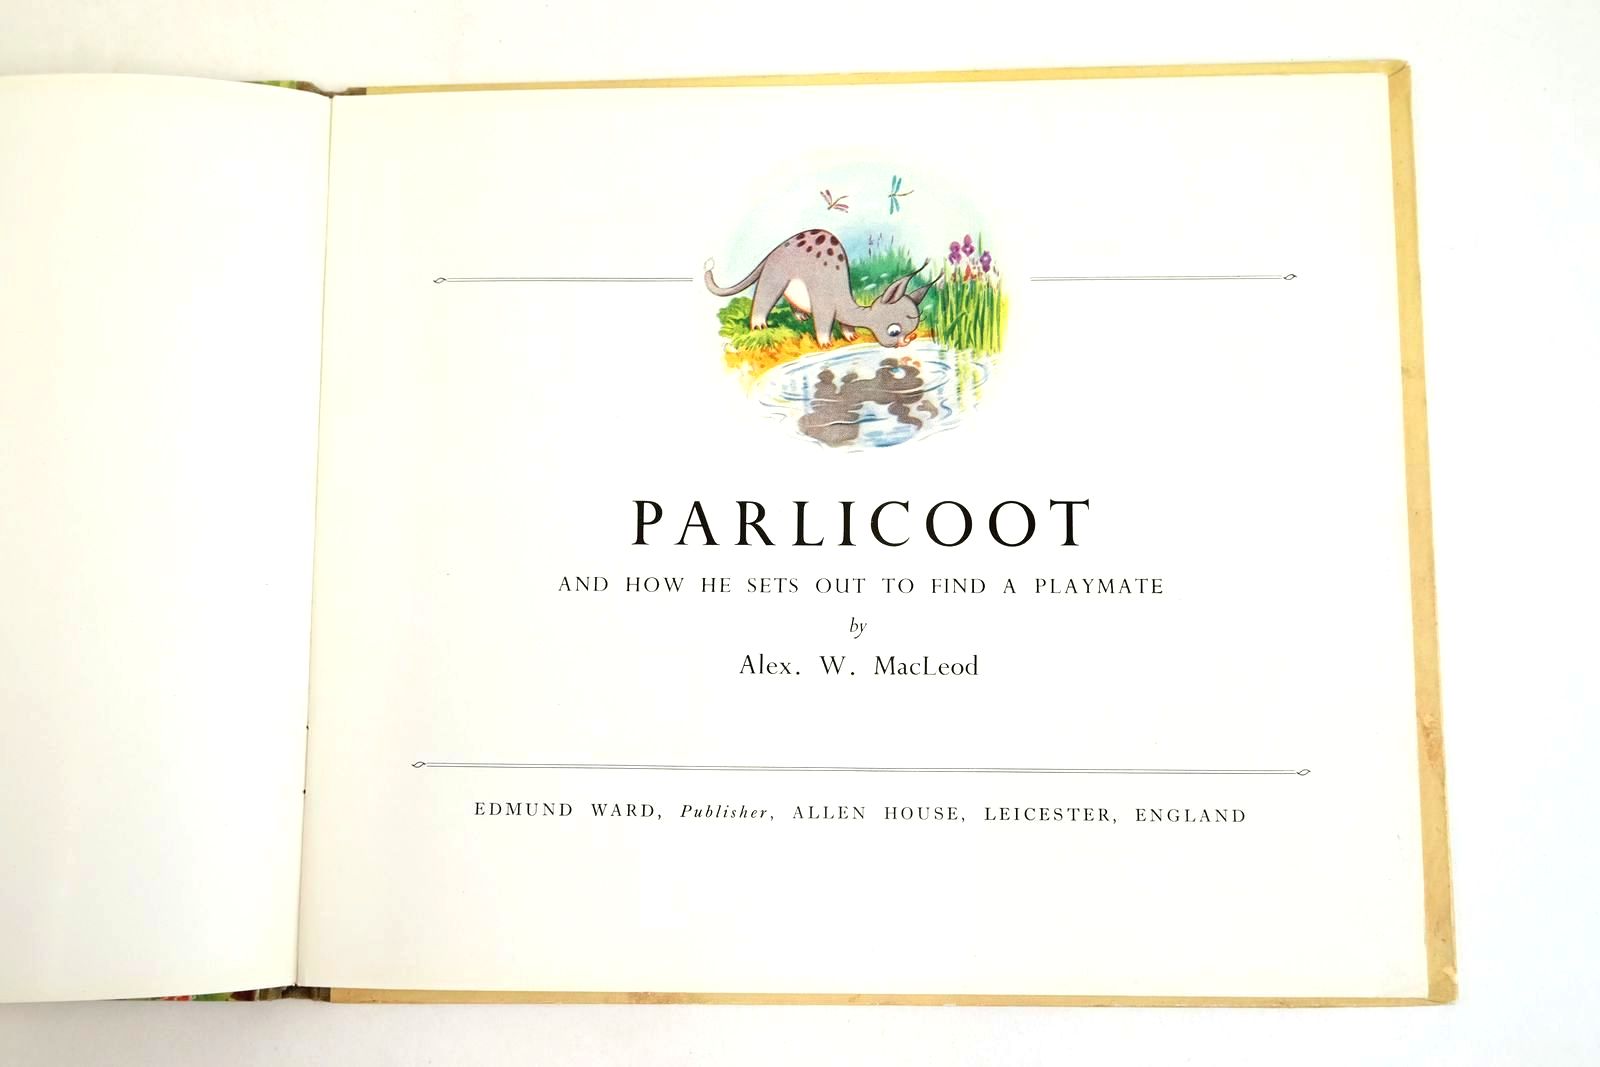 PARLICOOT
AND HOW HE SETS OUT TO FIND A PLAYMATE
by
Alex. W. MacLeod
EDMUND WARD, Publisher, ALLEN HOUSE, LEICESTER, ENGLAND